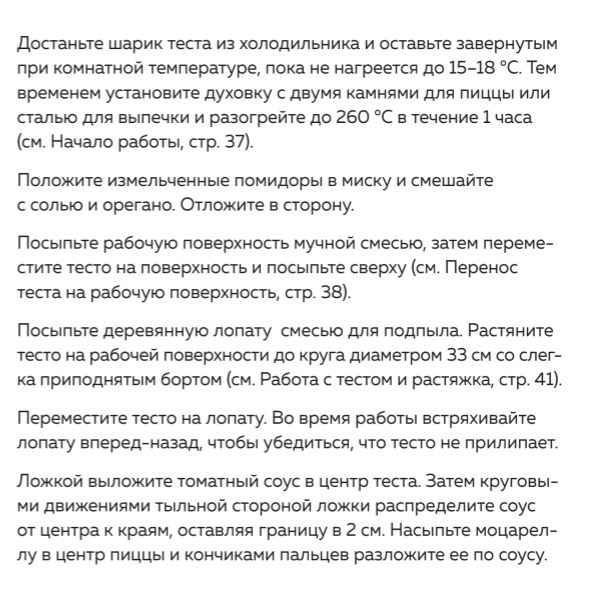 Достаньте шарик теста из холодильника и оставьте завернутым
при комнатной температуре, пока не нагреется до 15–18 °C. Тем
временем установите духовку с двумя камнями для пиццы или
сталью для выпечки и разогрейте до 260 °C в течение 1 часа
(см. Начало работы, стр. 37).
Положите измельченные помидоры в миску и смешайте
с солью и орегано. Отложите в сторону.
Посыпьте рабочую поверхность мучной смесью, затем переме-
стите тесто на поверхность и посыпьте сверху (см. Перенос
теста на рабочую поверхность, стр. 38).
Посыпьте деревянную лопату смесью для подпыла. Растяните
тесто на рабочей поверхности до круга диаметром 33 см со слег-
ка приподнятым бортом (см. Работа с тестом и растяжка, стр. 41).
Переместите тесто на лопату. Во время работы встряхивайте
лопату вперед-назад, чтобы убедиться, что тесто не прилипает.
Ложкой выложите томатный соус в центр теста. Затем круговы-
ми движениями тыльной стороной ложки распределите соус
от центра к краям, оставляя границу в 2 см. Насыпьте моцарел-
лу в центр пиццы и кончиками пальцев разложите ее по соусу.